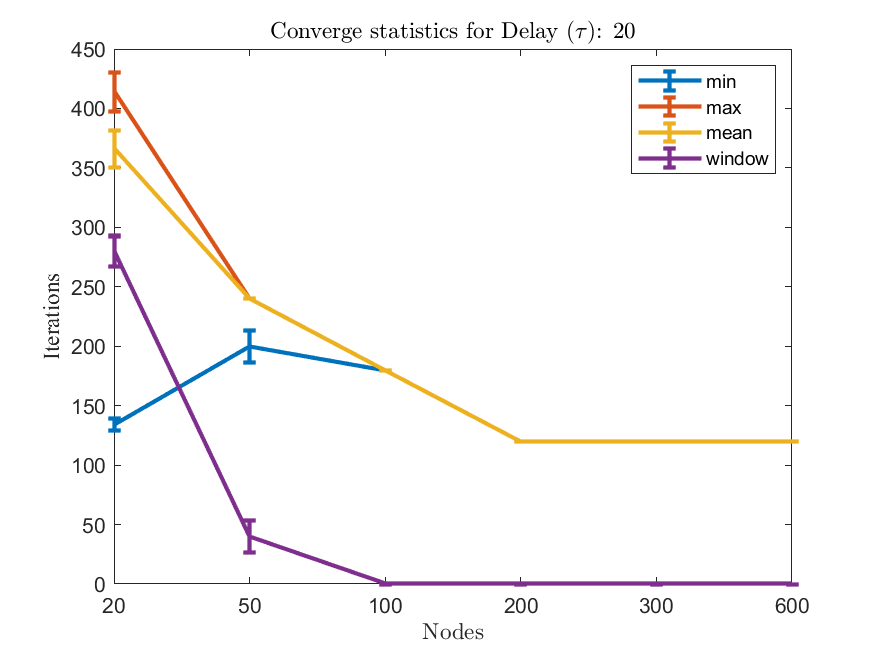 Converge statistics for Delay (τ): 20
450
400
350
300
250
200
150
100
50
0
Iterations
min
max
mean
window
20 50 100 200 300 600
Nodes